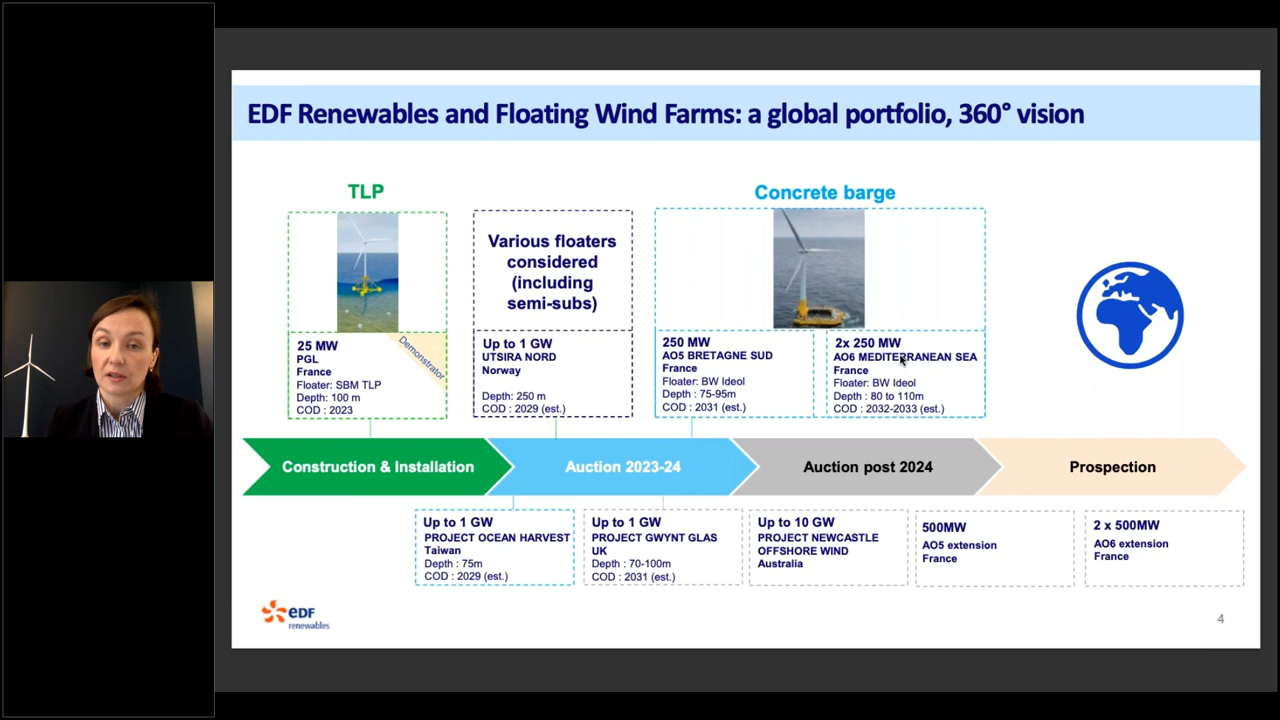 EDF Renewables and Floating Wind Farms: a global portfolio, 360° vision
TLP
Concrete barge
Various floaters
considered
(including
semi-subs)
25 MW
PGL
France
Floater: SBM TLP
Depth: 100 m
COD : 2023
Demonstrator
Up to 1 GW
UTSIRA NORD
Norway
Depth: 250 m
COD : 2029 (est.)
250 MW
AO5 BRETAGNE SUD
France
Floater: BW Ideol
Depth : 75-95m
COD : 2031 (est.)
2x 250 MW
AO6 MEDITERRANEAN SEA
France
Floater: BW Ideol
Depth : 80 to 110m
COD : 2032-2033 (est.)
Construction & Installation
Auction 2023-24
Auction post 2024
Prospection
Up to 1 GW
PROJECT OCEAN HARVEST
Taiwan
Depth : 75m
COD : 2029 (est.)
Up to 1 GW
PROJECT GWYNT GLAS
UK
Depth : 70-100m
COD : 2031 (est.)
Up to 10 GW
PROJECT NEWCASTLE
OFFSHORE WIND
Australia
500MW
AO5 extension
France
2 x 500MW
AO6 extension
France
eDF
renewables
4